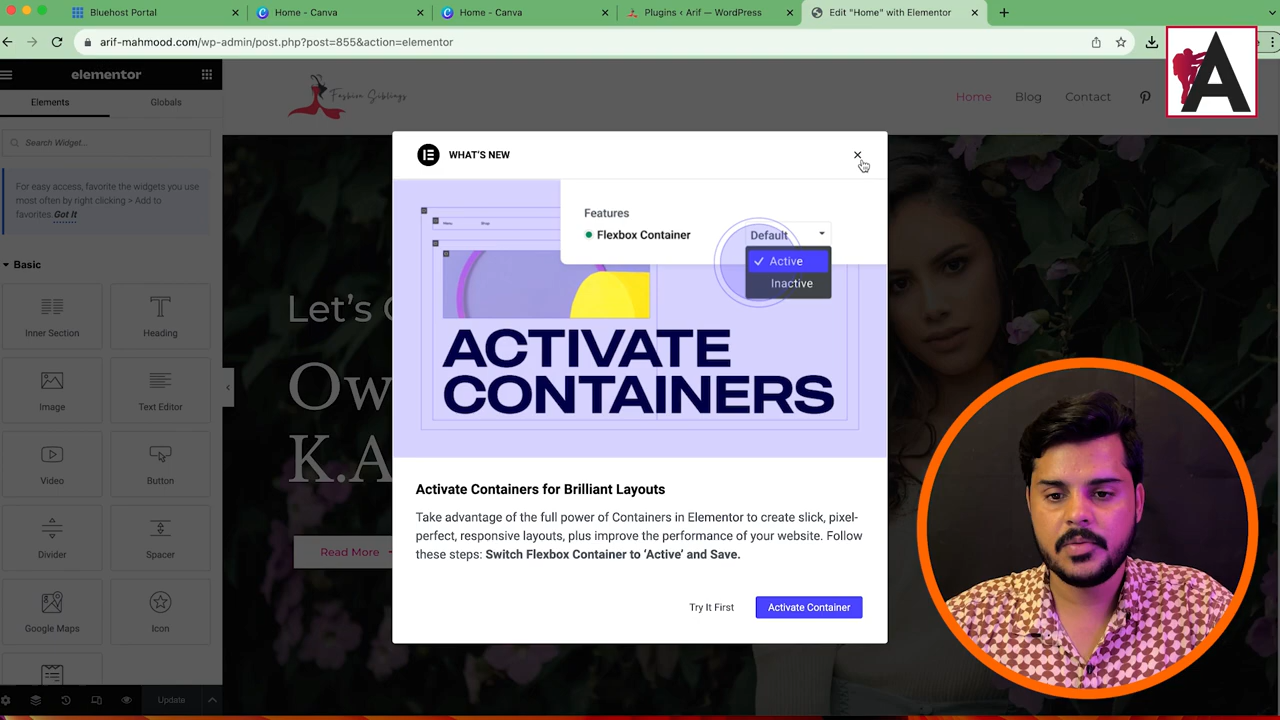 Bluehost Portal
Home - Canva
Home - Canva
Plugins ‹ Arif — WordPress
Edit "Home" with Elementor
arif-mahmood.com/wp-admin/post.php?post=855&action=elementor
A
elementor
Elements
Globals
Search Widget...
For easy access, favorite the widgets you use
most often by right clicking > Add to
favorites. Got It
Basic
Inner Section
Heading
Image
Text Editor
Video
Button
Divider
Spacer
Google Maps
Icon
Update
Fashion Siblings
Home
Blog
Contact
Let's
Ow
K.A
Read More
WHAT'S NEW
Features
Flexbox Container
Default
Active
Inactive
ACTIVATE
CONTAINERS
Activate Containers for Brilliant Layouts
Take advantage of the full power of Containers in Elementor to create slick, pixel-
perfect, responsive layouts, plus improve the performance of your website. Follow
these steps: Switch Flexbox Container to 'Active' and Save.
Try It First
Activate Container